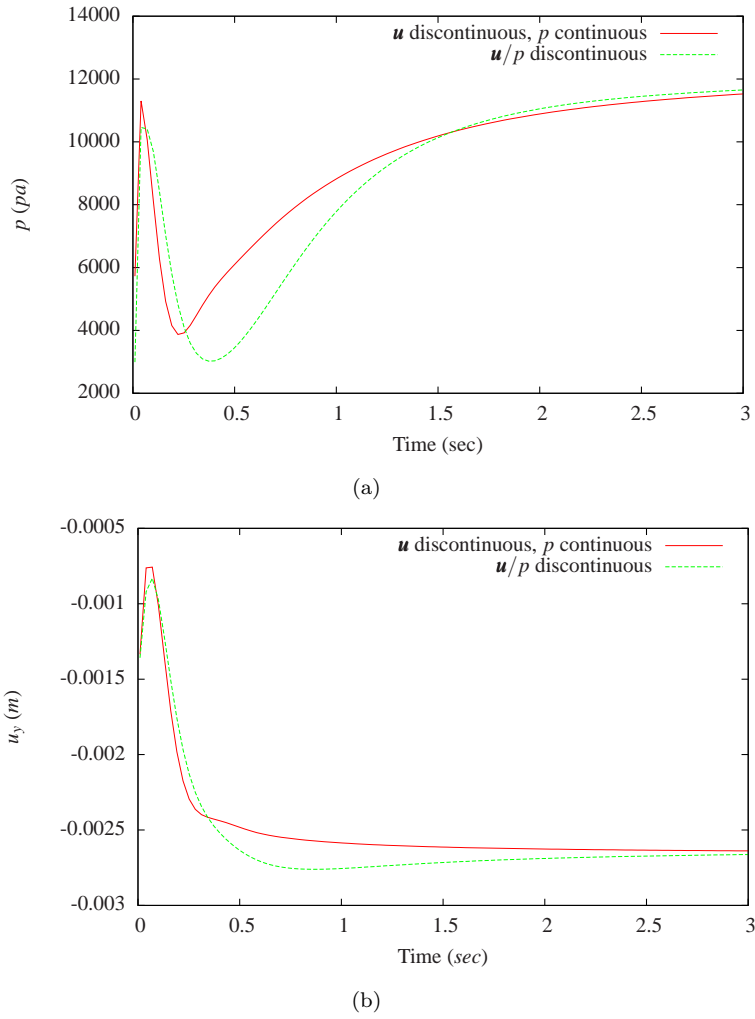 14000
12000
10000
8000
6000
4000
2000
p (pa)
u discontinuous, p continuous
u/p discontinuous
0 0.5 1 1.5 2 2.5 3
Time (sec)
(a)
-0.0005
-0.001
-0.0015
-0.002
-0.0025
-0.003
u_y (m)
u discontinuous, p continuous
u/p discontinuous
0 0.5 1 1.5 2 2.5 3
Time (sec)
(b)